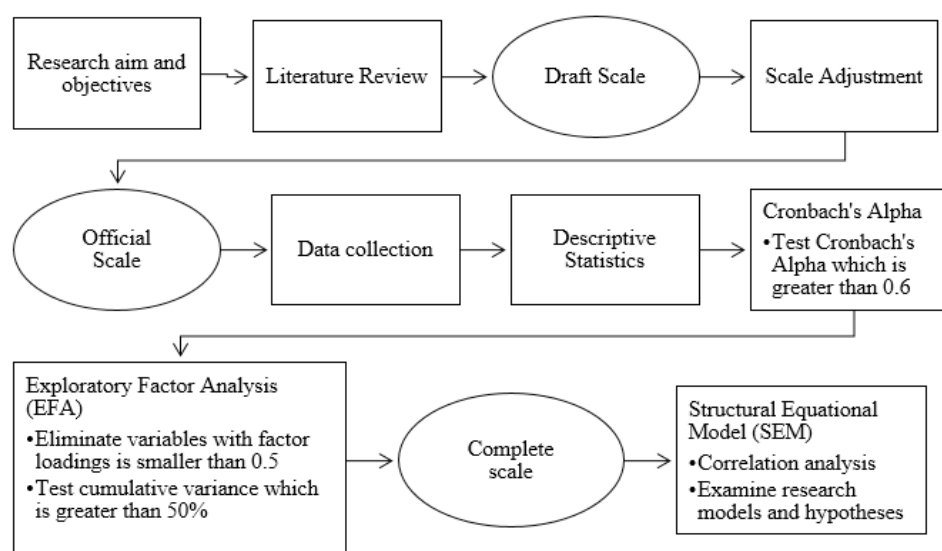 Research aim and
objectives
Literature Review
Draft Scale
Scale Adjustment
Official
Scale
Data collection
Descriptive
Statistics
Cronbach's Alpha
•Test Cronbach's
Alpha which is
greater than 0.6
Exploratory Factor Analysis
(EFA)
•Eliminate variables with factor
loadings is smaller than 0.5
•Test cumulative variance which
is greater than 50%
Complete
scale
Structural Equational
Model (SEM)
•Correlation analysis
•Examine research
models and hypotheses